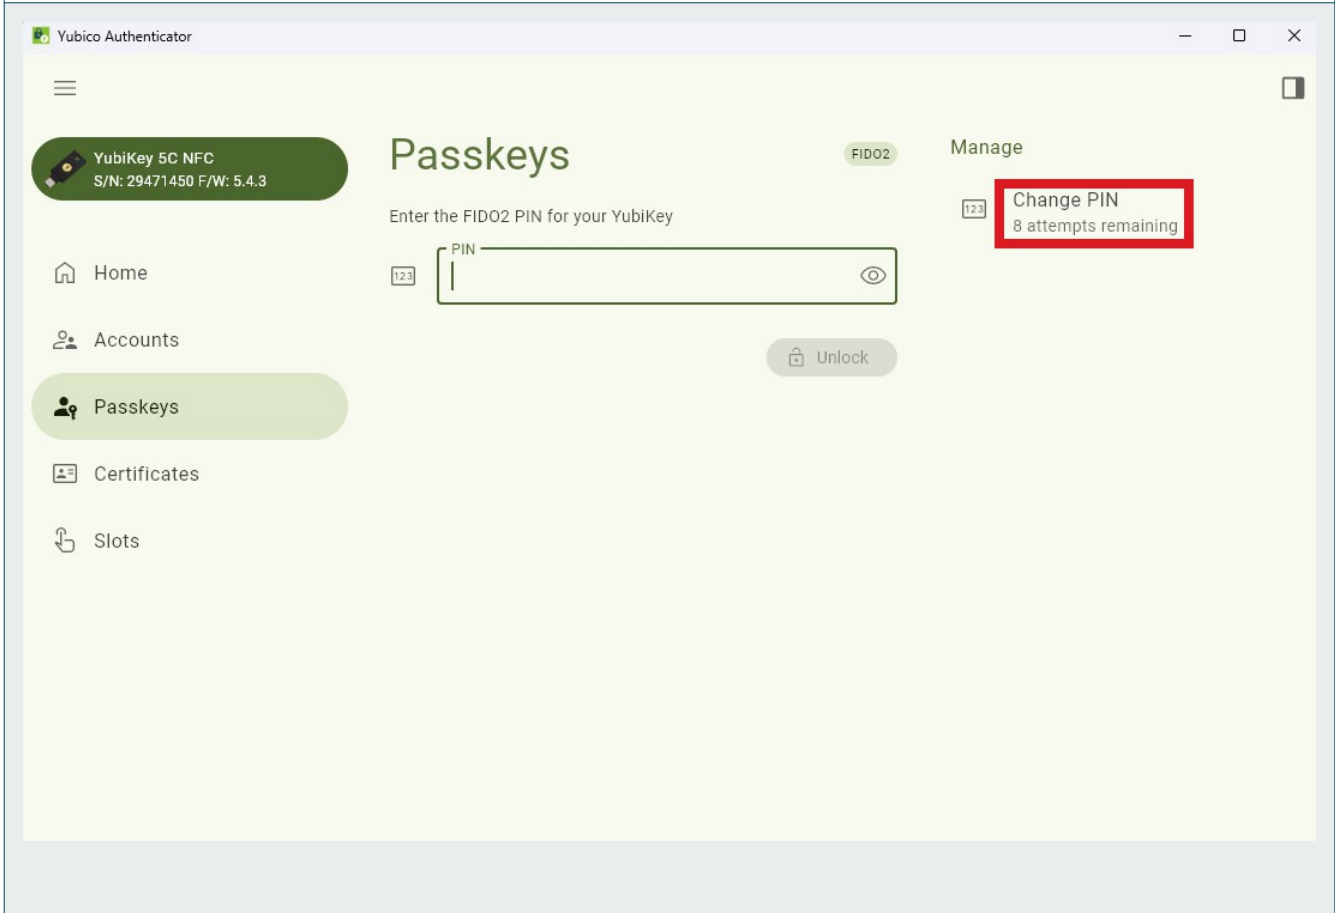 Yubico Authenticator
YubiKey 5C NFC
S/N: 29471450 F/W: 5.4.3
Home
Accounts
Passkeys
Certificates
Slots
Passkeys
FIDO2
Enter the FIDO2 PIN for your YubiKey
PIN
123
Unlock
Manage
123
Change PIN
8 attempts remaining